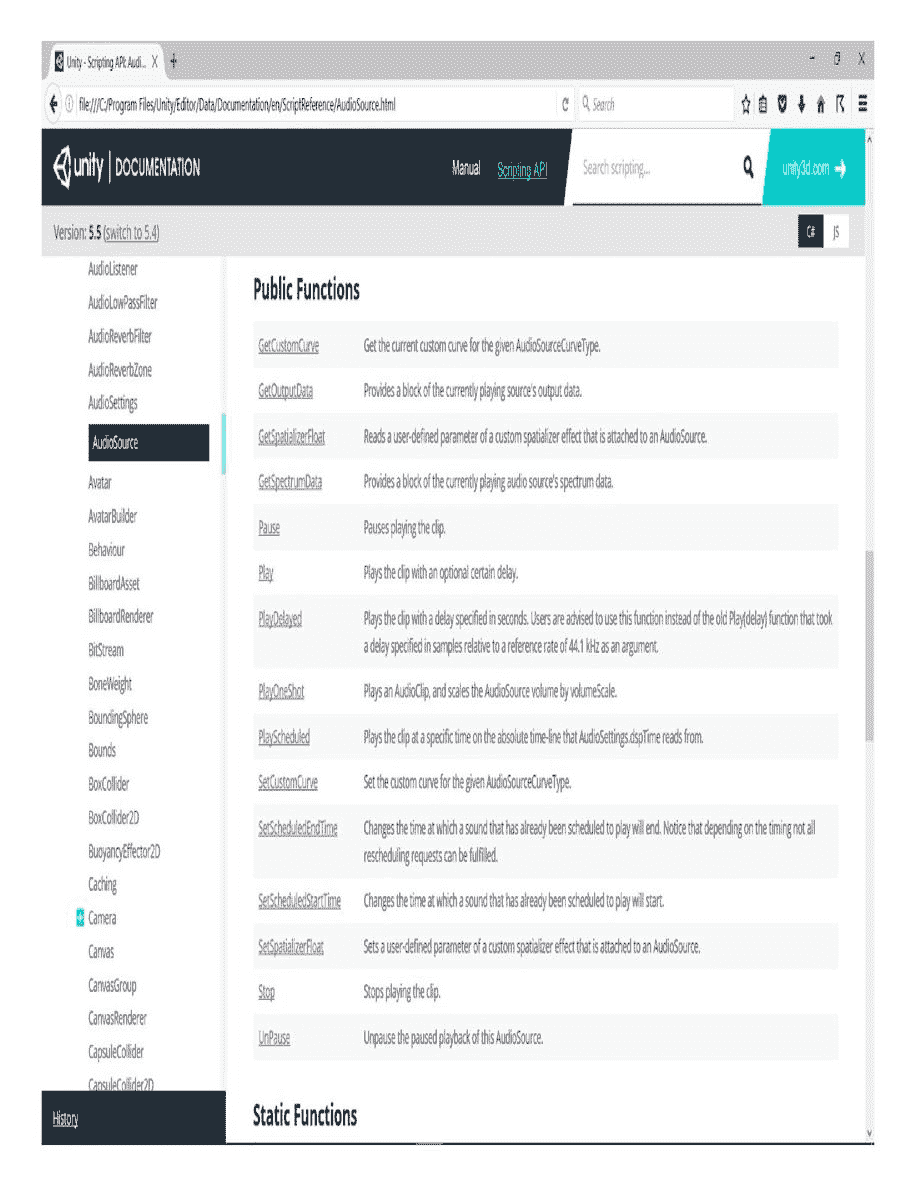 Unity - Scripting API: Audi... X +
file:///C:/Program Files/Unity/Editor/Data/Documentation/en/ScriptReference/AudioSource.html
Search
unity | DOCUMENTATION
Manual
Scripting API
Search scripting...
unity3d.com
Version: 5.5 (switch to 5.4)
C#
JS
AudioListener
AudioLowPassFilter
AudioReverbFilter
AudioReverbZone
AudioSettings
AudioSource
Avatar
AvatarBuilder
Behaviour
BillboardAsset
BillboardRenderer
BitStream
BoneWeight
BoundingSphere
Bounds
BoxCollider
BoxCollider2D
BuoyancyEffector2D
Caching
Camera
Canvas
CanvasGroup
CanvasRenderer
CapsuleCollider
CapsuleCollider2D
History
Public Functions
GetCustomCurve Get the current custom curve for the given AudioSourceCurveType.
GetOutputData Provides a block of the currently playing source's output data.
GetSpatializerFloat Reads a user-defined parameter of a custom spatializer effect that is attached to an AudioSource.
GetSpectrumData Provides a block of the currently playing audio source's spectrum data.
Pause Pauses playing the clip.
Play Plays the clip with an optional certain delay.
PlayDelayed Plays the clip with a delay specified in seconds. Users are advised to use this function instead of the old Play(delay) function that took
a delay specified in samples relative to a reference rate of 44.1 kHz as an argument.
PlayOneShot Plays an AudioClip, and scales the AudioSource volume by volumeScale.
PlayScheduled Plays the clip at a specific time on the absolute time-line that AudioSettings.dspTime reads from.
SetCustomCurve Set the custom curve for the given AudioSourceCurveType.
SetScheduledEndTime Changes the time at which a sound that has already been scheduled to play will end. Notice that depending on the timing not all
rescheduling requests can be fulfilled.
SetScheduledStartTime Changes the time at which a sound that has already been scheduled to play will start.
SetSpatializerFloat Sets a user-defined parameter of a custom spatializer effect that is attached to an AudioSource.
Stop Stops playing the clip.
UnPause Unpause the paused playback of this AudioSource.
Static Functions